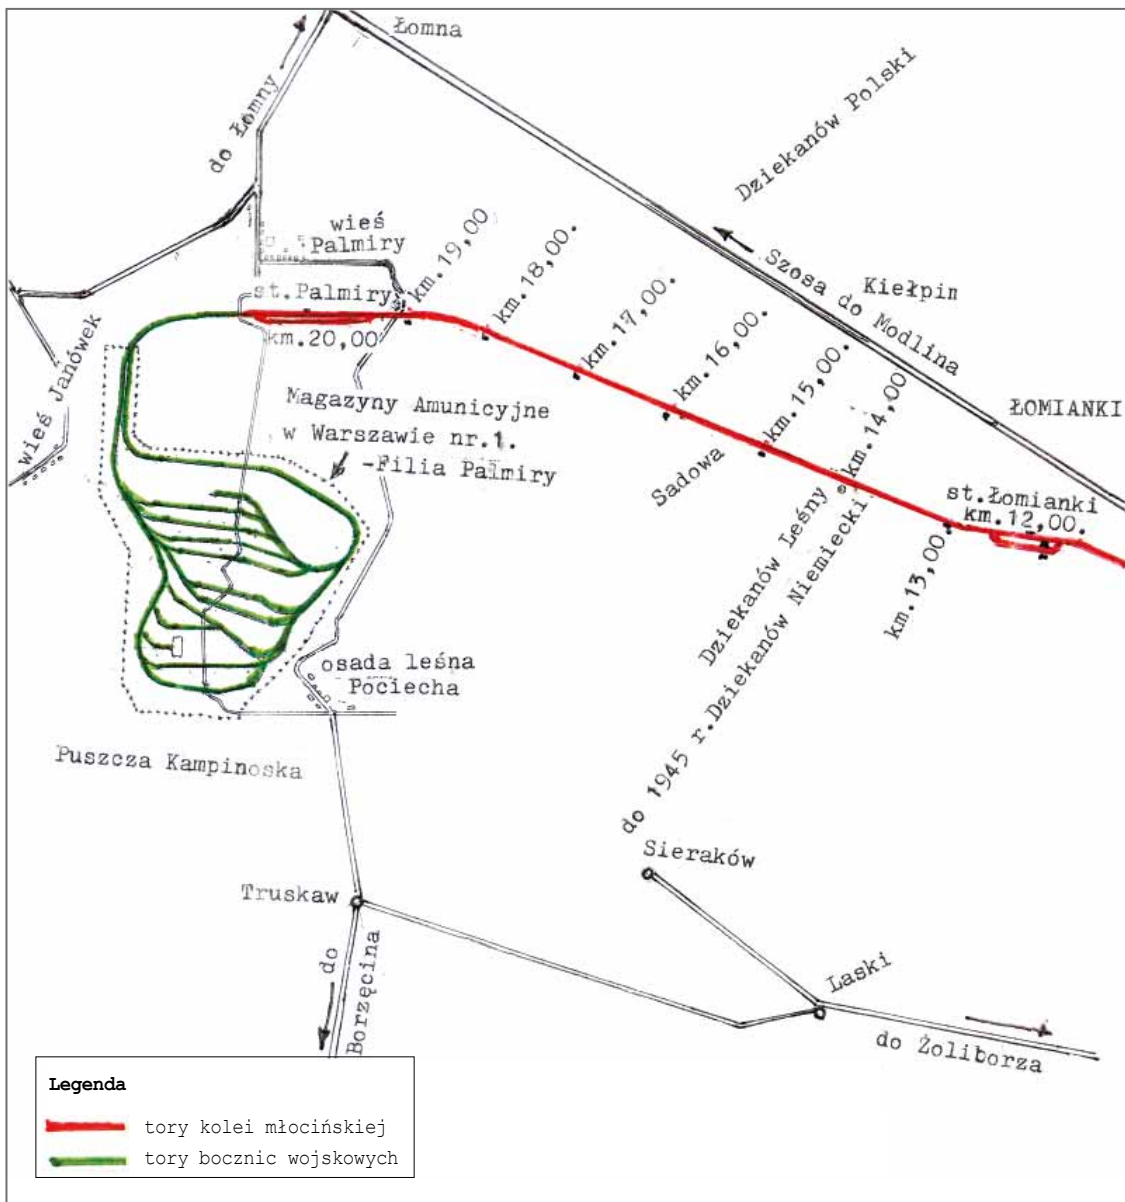 Łomna
do Łomny
Dziekanów Polski
wieś
Palmiry
km.19,00
km.18,00.
km.17,00.
km.16,00.
km.15,00.
km.14,00
Szosa do Modlina
Kiełpin
ŁOMIANKI
st.Palmiry
km.20,00
wieś Janówek
Magazyny Amunicyjne
w Warszawie nr.1.
-Filia Palmiry
Sadowa
st.Łomianki
km.12,00.
km.13,00.
Dziekanów Leśny
do 1945 r.Dziekanów Niemiecki
osada leśna
Pociecha
Puszcza Kampinoska
Sieraków
Truskaw
do
Borzęcina
Laski
do Żoliborza
Legenda
tory kolei młocińskiej
tory bocznic wojskowych